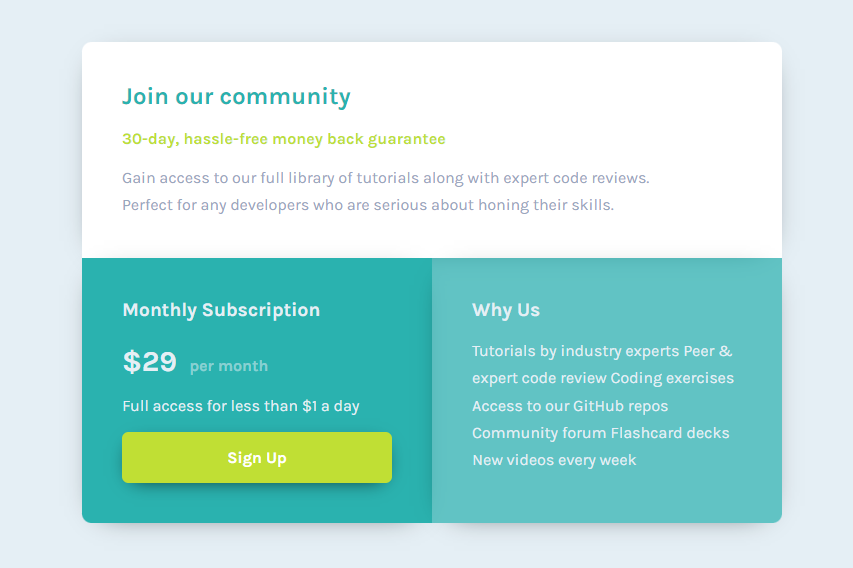 Join our community
30-day, hassle-free money back guarantee
Gain access to our full library of tutorials along with expert code reviews.
Perfect for any developers who are serious about honing their skills.
Monthly Subscription
$29 per month
Full access for less than $1 a day
Sign Up
Why Us
Tutorials by industry experts Peer &
expert code review Coding exercises
Access to our GitHub repos
Community forum Flashcard decks
New videos every week